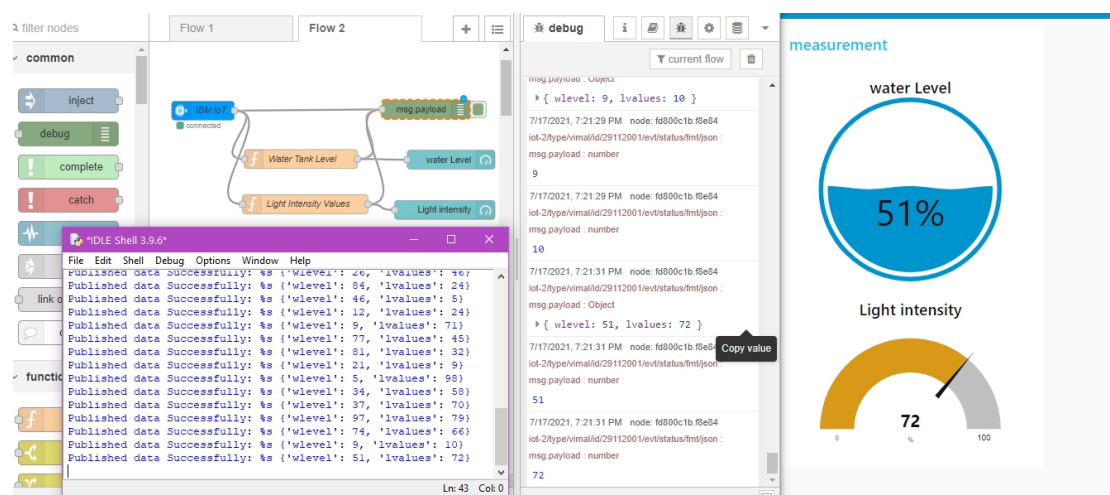 filter nodes
common
inject
debug
complete
catch
link o
functic
Flow 1
Flow 2
IBM IoT
connected
msg.payload
Water Tank Level
water Level
Light Intensity Values
Light intensity
*IDLE Shell 3.9.6*
File Edit Shell Debug Options Window Help
Published data Successfully: %s {'wlevel': 26, 'lvalues': 46}
Published data Successfully: %s {'wlevel': 84, 'lvalues': 24}
Published data Successfully: %s {'wlevel': 46, 'lvalues': 5}
Published data Successfully: %s {'wlevel': 12, 'lvalues': 24}
Published data Successfully: %s {'wlevel': 9, 'lvalues': 71}
Published data Successfully: %s {'wlevel': 77, 'lvalues': 45}
Published data Successfully: %s {'wlevel': 81, 'lvalues': 32}
Published data Successfully: %s {'wlevel': 21, 'lvalues': 9}
Published data Successfully: %s {'wlevel': 5, 'lvalues': 98}
Published data Successfully: %s {'wlevel': 34, 'lvalues': 58}
Published data Successfully: %s {'wlevel': 37, 'lvalues': 70}
Published data Successfully: %s {'wlevel': 97, 'lvalues': 79}
Published data Successfully: %s {'wlevel': 74, 'lvalues': 66}
Published data Successfully: %s {'wlevel': 9, 'lvalues': 10}
Published data Successfully: %s {'wlevel': 51, 'lvalues': 72}
Ln: 43 Col: 0
debug
current flow
msg.payload : Object
{ wlevel: 9, lvalues: 10 }
7/17/2021, 7:21:29 PM node: fd800c1b.f8e84
iot-2/type/vimal/id/29112001/evt/status/fmt/json :
msg.payload : number
9
7/17/2021, 7:21:29 PM node: fd800c1b.f8e84
iot-2/type/vimal/id/29112001/evt/status/fmt/json :
msg.payload : number
10
7/17/2021, 7:21:31 PM node: fd800c1b.f8e84
iot-2/type/vimal/id/29112001/evt/status/fmt/json :
msg.payload : Object
{ wlevel: 51, lvalues: 72 }
Copy value
7/17/2021, 7:21:31 PM node: fd800c1b.f8e84
iot-2/type/vimal/id/29112001/evt/status/fmt/json :
msg.payload : number
51
7/17/2021, 7:21:31 PM node: fd800c1b.f8e84
iot-2/type/vimal/id/29112001/evt/status/fmt/json :
msg.payload : number
72
measurement
water Level
51%
Light intensity
72
0 % 100